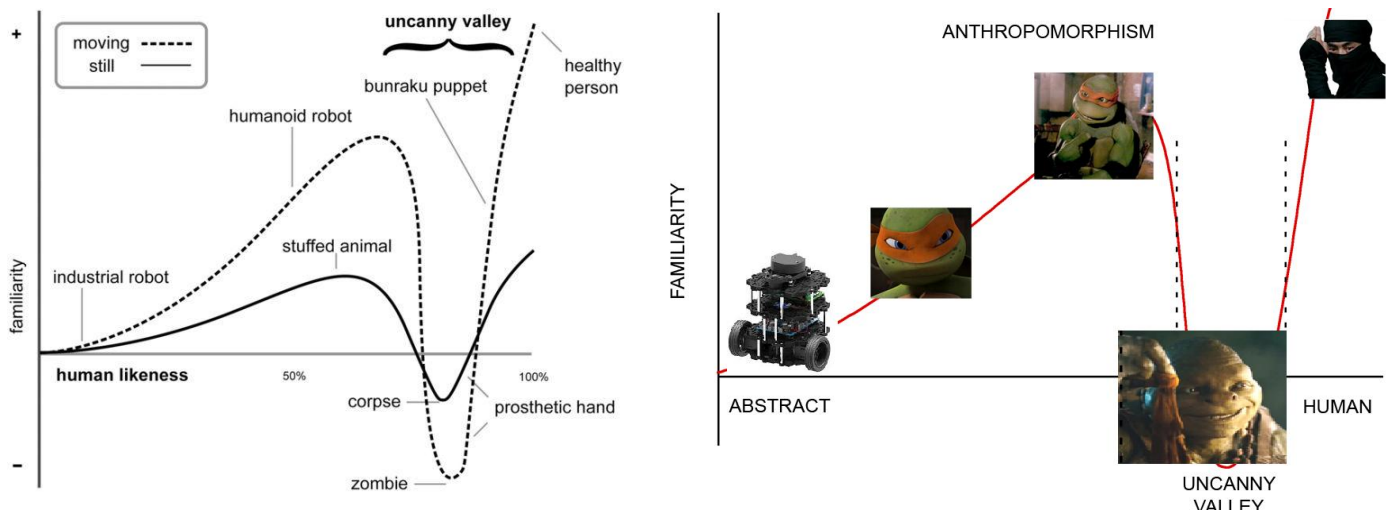 +
uncanny valley
moving
still
healthy
person
bunraku puppet
humanoid robot
stuffed animal
industrial robot
familiarity
human likeness
50%
100%
corpse
prosthetic hand
−
zombie
ANTHROPOMORPHISM
FAMILIARITY
ABSTRACT
HUMAN
UNCANNY
VALLEY